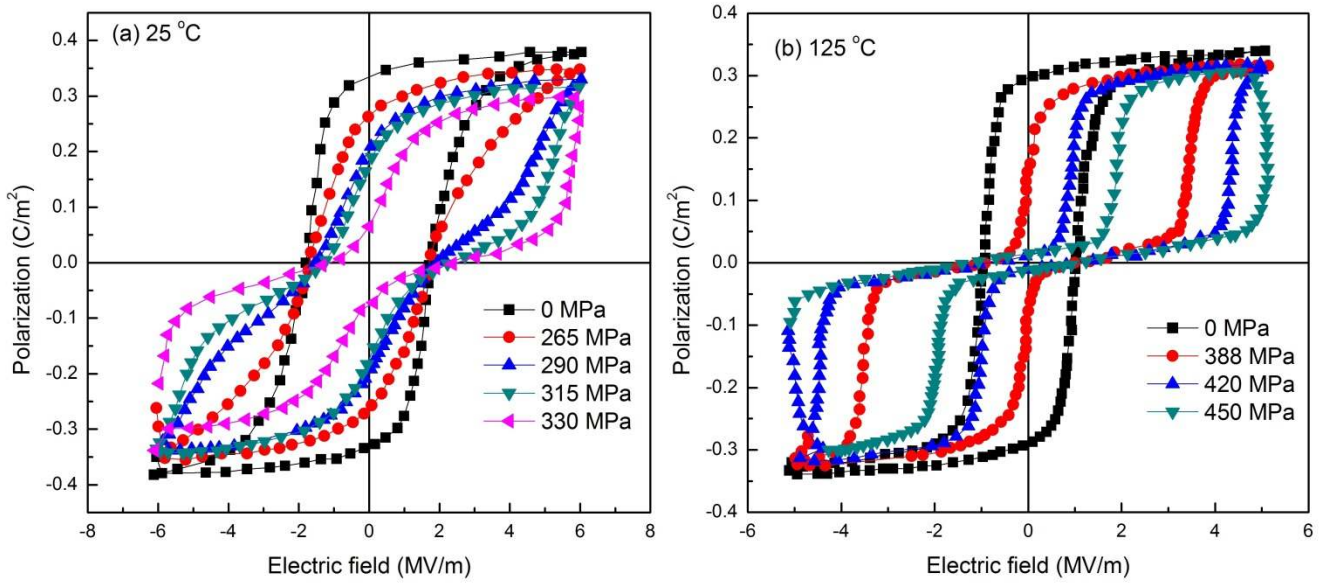 (a) 25 °C
0.4
0.3
0.2
0.1
0.0
-0.1
-0.2
-0.3
-0.4
Polarization (C/m²)
0 MPa
265 MPa
290 MPa
315 MPa
330 MPa
-8 -6 -4 -2 0 2 4 6 8
Electric field (MV/m)
(b) 125 °C
0.4
0.3
0.2
0.1
0.0
-0.1
-0.2
-0.3
-0.4
Polarization (C/m²)
0 MPa
388 MPa
420 MPa
450 MPa
-6 -4 -2 0 2 4 6
Electric field (MV/m)